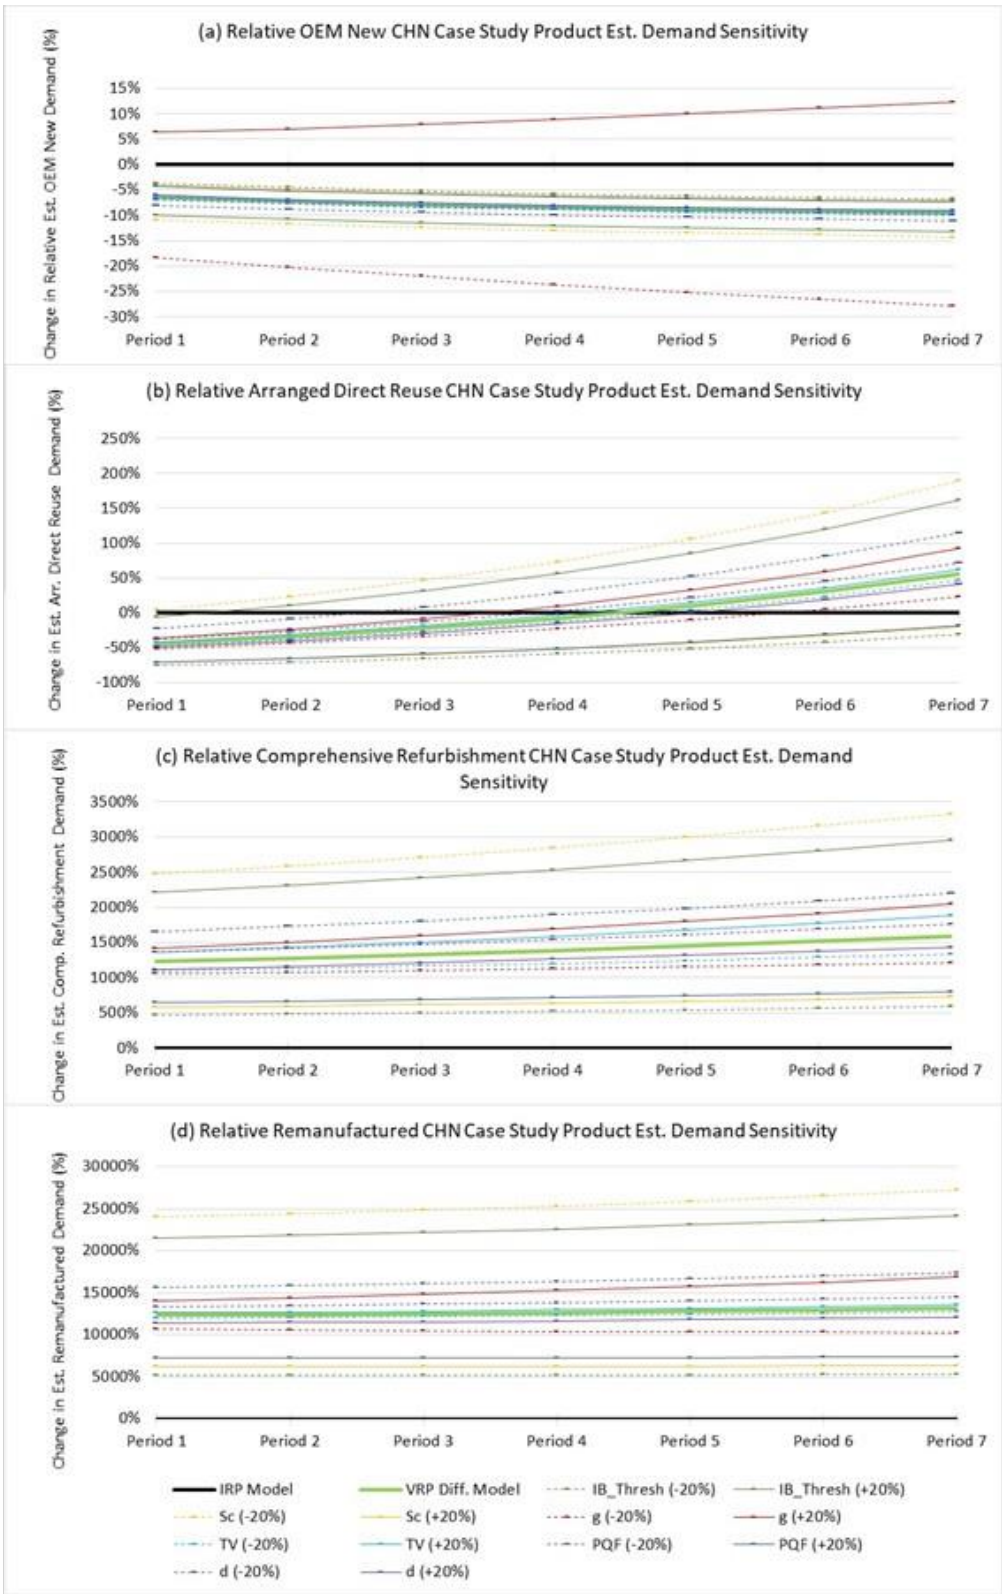 (a) Relative OEM New CHN Case Study Product Est. Demand Sensitivity
Change in Relative Est. OEM New Demand (%)
15%
10%
5%
0%
-5%
-10%
-15%
-20%
-25%
-30%
Period 1 Period 2 Period 3 Period 4 Period 5 Period 6 Period 7
(b) Relative Arranged Direct Reuse CHN Case Study Product Est. Demand Sensitivity
Change in Est. Arr. Direct Reuse Demand (%)
250%
200%
150%
100%
50%
0%
-50%
-100%
Period 1 Period 2 Period 3 Period 4 Period 5 Period 6 Period 7
(c) Relative Comprehensive Refurbishment CHN Case Study Product Est. Demand
Sensitivity
Change in Est. Comp. Refurbishment Demand (%)
3500%
3000%
2500%
2000%
1500%
1000%
500%
0%
Period 1 Period 2 Period 3 Period 4 Period 5 Period 6 Period 7
(d) Relative Remanufactured CHN Case Study Product Est. Demand Sensitivity
Change in Est. Remanufactured Demand (%)
30000%
25000%
20000%
15000%
10000%
5000%
0%
Period 1 Period 2 Period 3 Period 4 Period 5 Period 6 Period 7
IRP Model VRP Diff. Model IB_Thresh (-20%) IB_Thresh (+20%)
Sc (-20%) Sc (+20%) g (-20%) g (+20%)
TV (-20%) TV (+20%) PQF (-20%) PQF (+20%)
d (-20%) d (+20%)